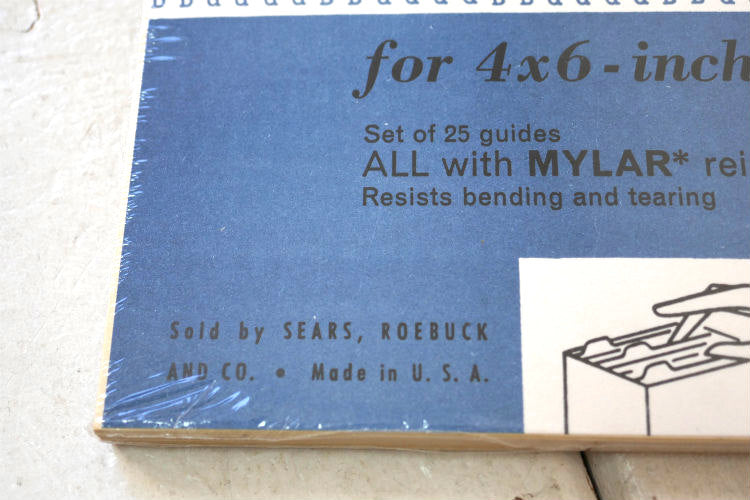 for 4x6-inch
Set of 25 guides
ALL with MYLAR* rei
Resists bending and tearing
Sold by SEARS, ROEBUCK
AND CO. • Made in U. S. A.